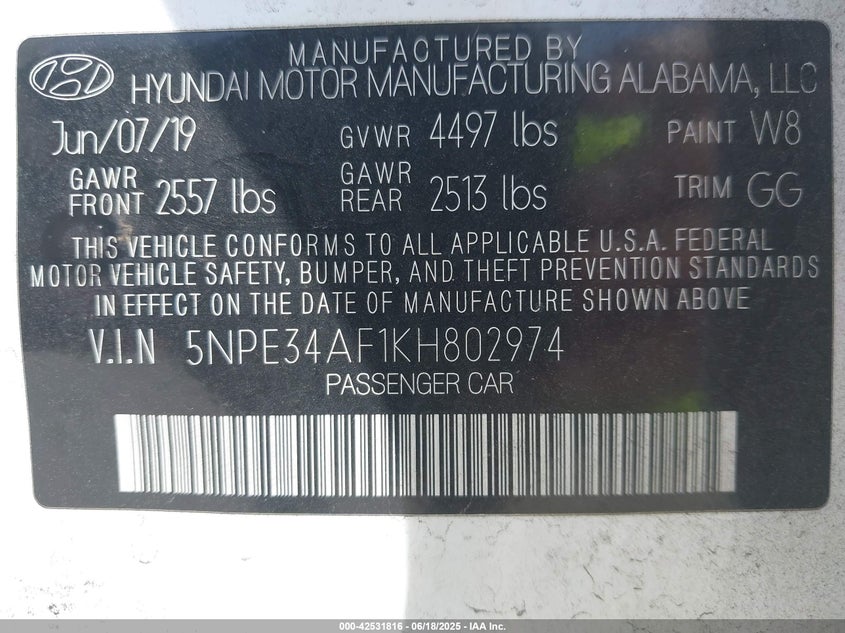 MANUFACTURED BY
HYUNDAI MOTOR MANUFACTURING ALABAMA, LLC
Jun/07/19 GVWR 4497 lbs PAINT W8
GAWR FRONT 2557 lbs GAWR REAR 2513 lbs TRIM GG
THIS VEHICLE CONFORMS TO ALL APPLICABLE U.S.A. FEDERAL
MOTOR VEHICLE SAFETY, BUMPER, AND THEFT PREVENTION STANDARDS
IN EFFECT ON THE DATE OF MANUFACTURE SHOWN ABOVE
V.I.N 5NPE34AF1KH802974
PASSENGER CAR
000-42531816 - 06/18/2025 - IAA Inc.